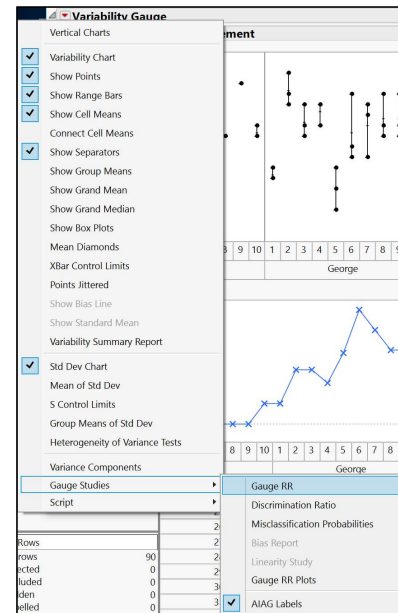 Variability Gauge
Vertical Charts
ement
Variability Chart
Show Points
Show Range Bars
Show Cell Means
Connect Cell Means
Show Separators
Show Group Means
Show Grand Mean
Show Grand Median
Show Box Plots
Mean Diamonds
XBar Control Limits
Points Jittered
Show Bias Line
Show Standard Mean
Variability Summary Report
9 10 1 2 3 4 5 6 7 8
George
Std Dev Chart
Mean of Std Dev
S Control Limits
Group Means of Std Dev
Heterogeneity of Variance Tests
8 9 10 1 2 3 4 5 6 7 8
George
Variance Components
Gauge Studies
Script
Gauge RR
Discrimination Ratio
Misclassification Probabilities
Bias Report
Linearity Study
Gauge RR Plots
AIAG Labels
Rows
rows 90
ected 0
luded 0
den 0
elled 0